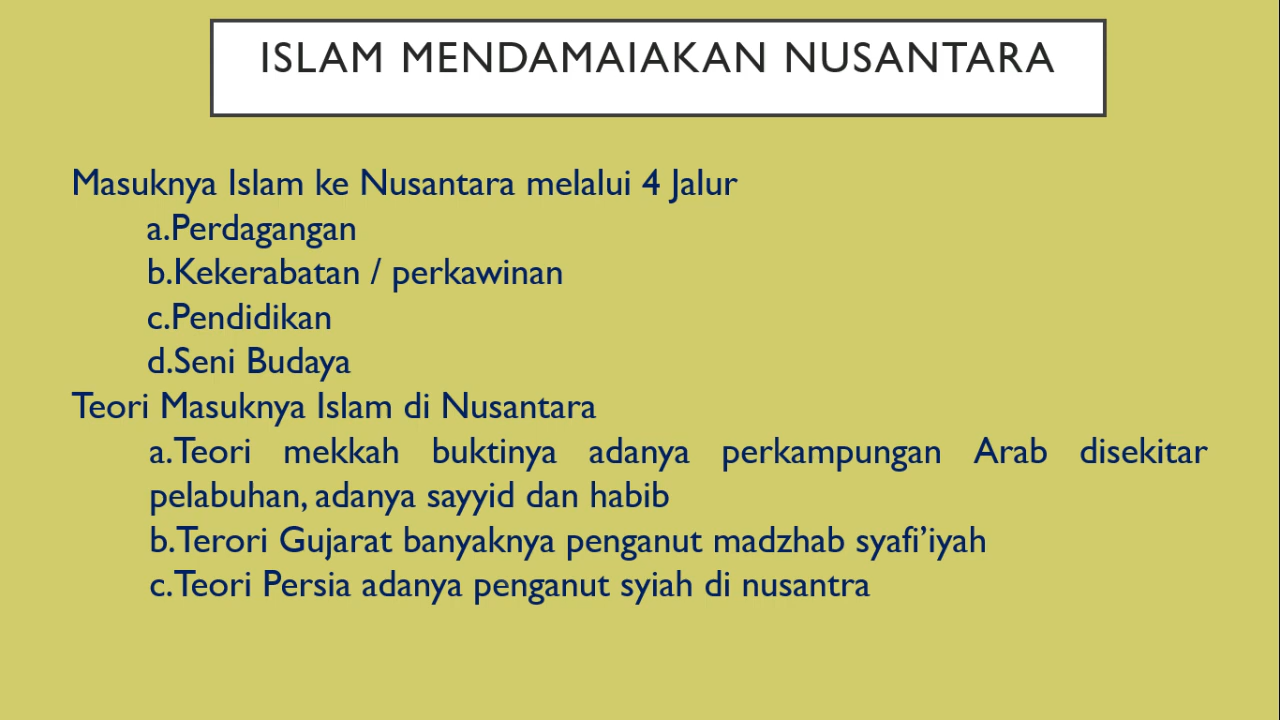 ISLAM MENDAMAIAKAN NUSANTARA
Masuknya Islam ke Nusantara melalui 4 Jalur
a.Perdagangan
b.Kekerabatan / perkawinan
c.Pendidikan
d.Seni Budaya
Teori Masuknya Islam di Nusantara
a.Teori mekkah buktinya adanya perkampungan Arab disekitar
pelabuhan, adanya sayyid dan habib
b.Terori Gujarat banyaknya penganut madzhab syafi’iyah
c.Teori Persia adanya penganut syiah di nusantra